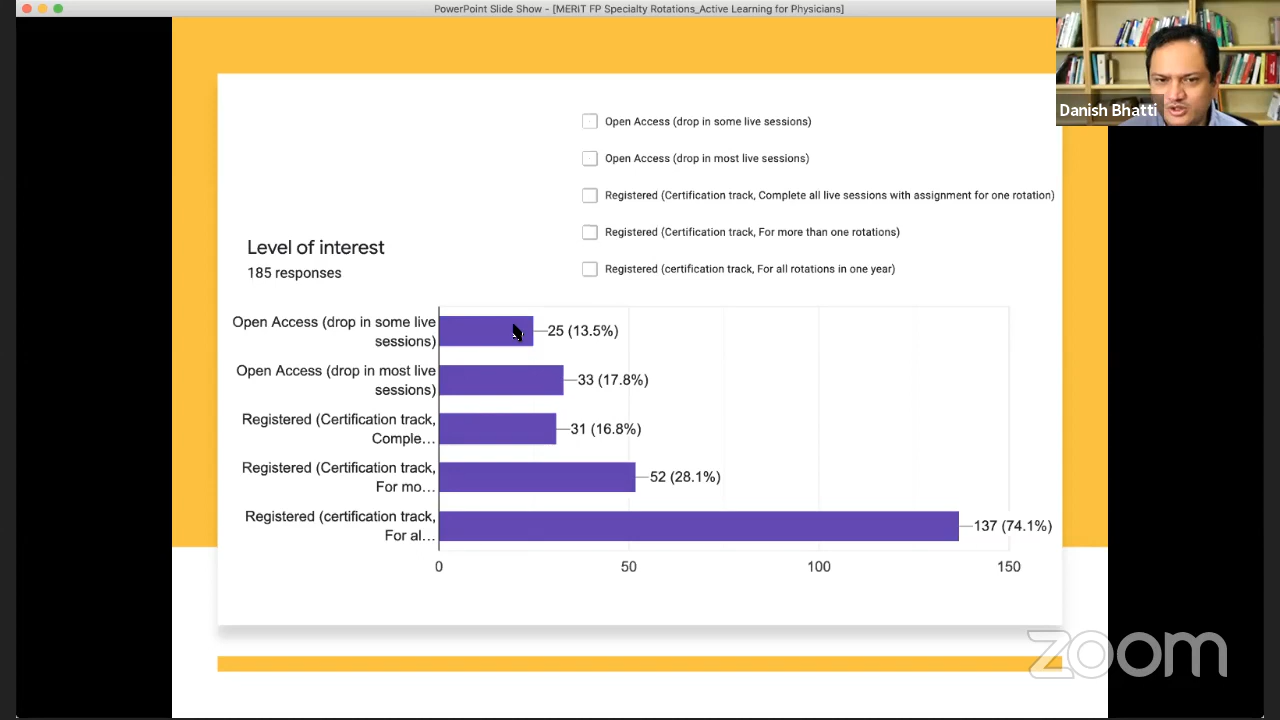 PowerPoint Slide Show - [MERIT FP Specialty Rotations_Active Learning for Physicians]
Danish Bhatti
Open Access (drop in some live sessions)
Open Access (drop in most live sessions)
Registered (Certification track, Complete all live sessions with assignment for one rotation)
Registered (Certification track, For more than one rotations)
Registered (certification track, For all rotations in one year)
Level of interest
185 responses
Open Access (drop in some live
sessions)
25 (13.5%)
Open Access (drop in most live
sessions)
33 (17.8%)
Registered (Certification track,
Comple…
31 (16.8%)
Registered (Certification track,
For mo…
52 (28.1%)
Registered (certification track,
For al…
137 (74.1%)
0 50 100 150
zoom